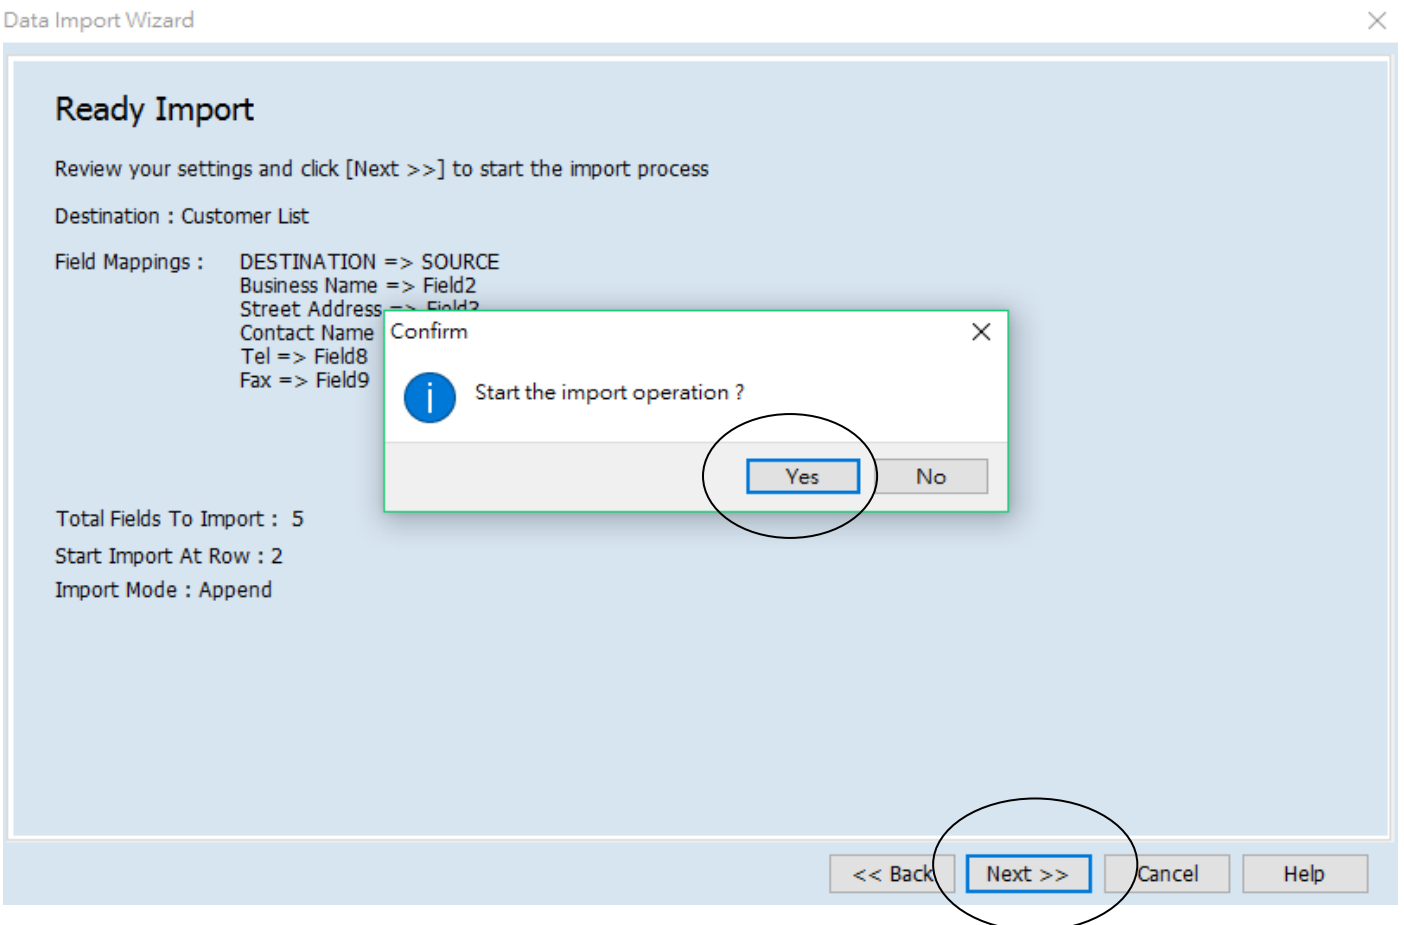 Data Import Wizard
Ready Import
Review your settings and click [Next >>] to start the import process
Destination : Customer List
Field Mappings :
DESTINATION => SOURCE
Business Name => Field2
Street Address => Field3
Contact Name
Tel => Field8
Fax => Field9
Confirm
Start the import operation ?
Yes No
Total Fields To Import : 5
Start Import At Row : 2
Import Mode : Append
<< Back Next >> Cancel Help